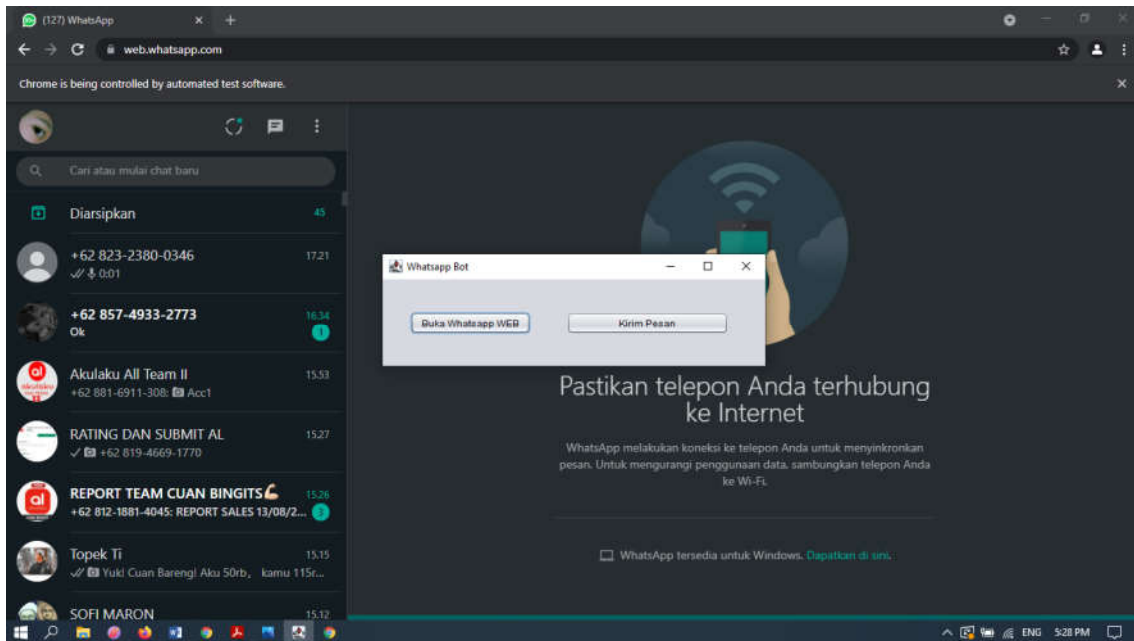 (127) WhatsApp
web.whatsapp.com
Chrome is being controlled by automated test software.
Cari atau mulai chat baru
Diarsipkan 45
+62 823-2380-0346 17.21
0:01
+62 857-4933-2773 16.34
Ok 1
Akulaku All Team II 15.53
+62 881-6911-308: Acc1
RATING DAN SUBMIT AL 15.27
+62 819-4669-1770
REPORT TEAM CUAN BINGITS💪 15.26
+62 812-1881-4045: REPORT SALES 13/08/2... 3
Topek Ti 15.15
Yuki Cuan Barengi Aku 50rb, kamu 115r...
SOFI MARON 15.12
Whatsapp Bot
Buka Whatsapp WEB
Kirim Pesan
Pastikan telepon Anda terhubung
ke Internet
WhatsApp melakukan koneksi ke telepon Anda untuk menyinkronkan
pesan. Untuk mengurangi penggunaan data, sambungkan telepon Anda
ke Wi-Fi.
WhatsApp tersedia untuk Windows. Dapatkan di sini.
ENG 5:28 PM